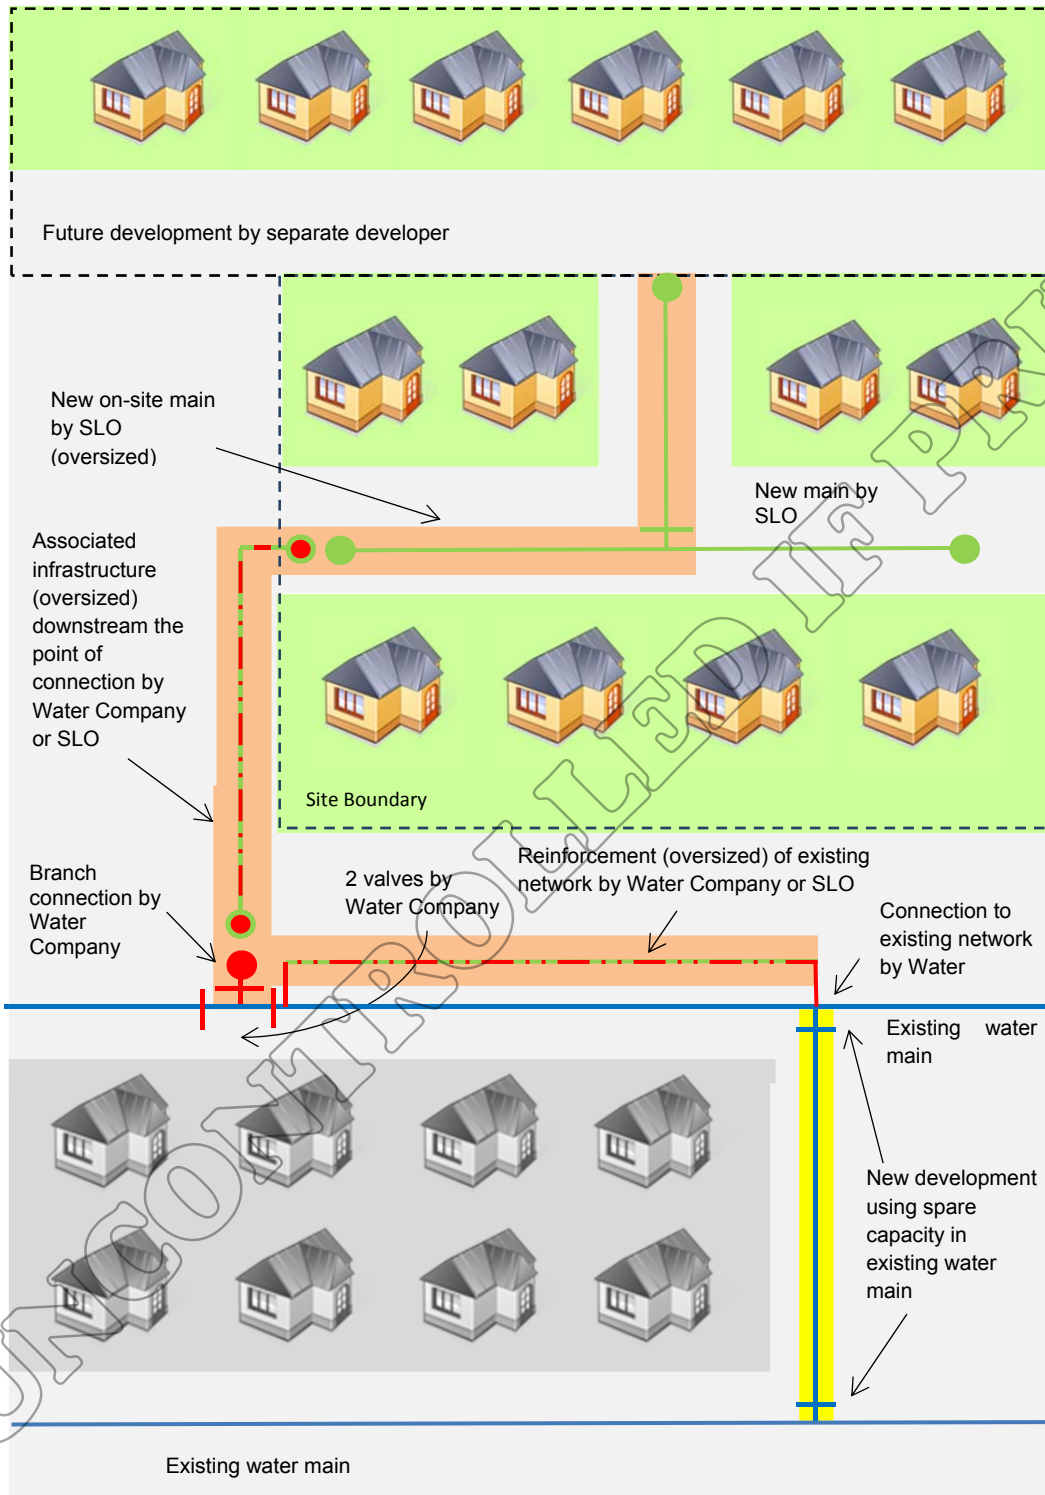 Future development by separate developer
New on-site main
by SLO
(oversized)
New main by
SLO
Associated
infrastructure
(oversized)
downstream the
point of
connection by
Water Company
or SLO
Site Boundary
Branch
connection by
Water
Company
2 valves by
Water Company
Reinforcement (oversized) of existing
network by Water Company or SLO
Connection to
existing network
by Water
Existing water
main
New development
using spare
capacity in
existing water
main
Existing water main
UNCONTROLLED IF